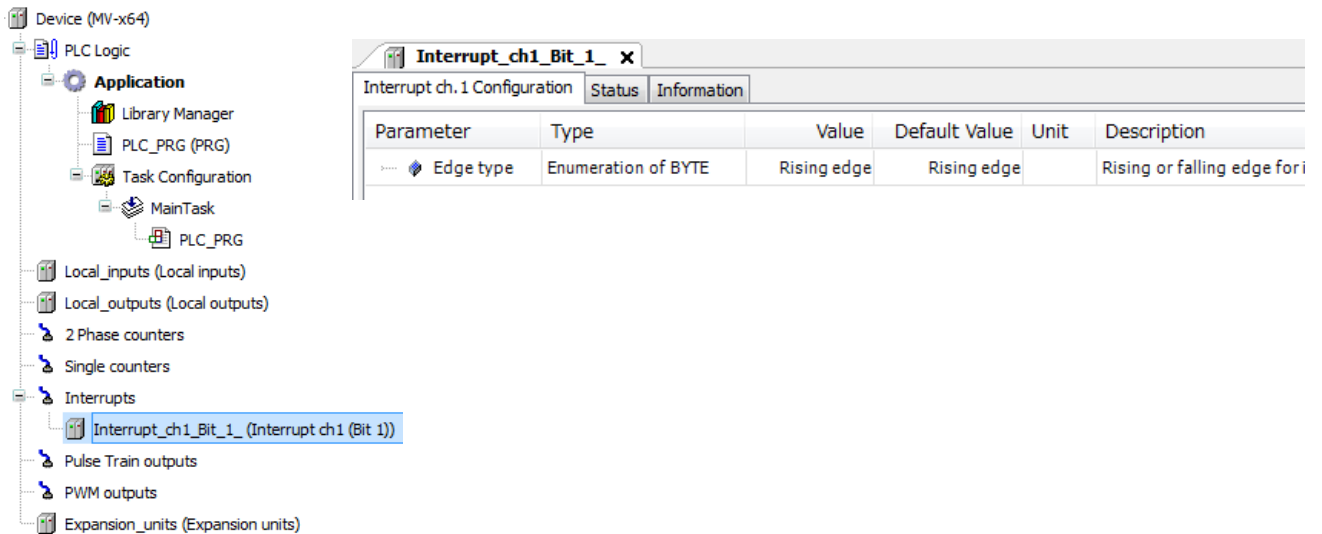 Device (MV-x64)
PLC Logic
Application
Library Manager
PLC_PRG (PRG)
Task Configuration
MainTask
PLC_PRG
Local_inputs (Local inputs)
Local_outputs (Local outputs)
2 Phase counters
Single counters
Interrupts
Interrupt_ch1_Bit_1_ (Interrupt ch1 (Bit 1))
Pulse Train outputs
PWM outputs
Expansion_units (Expansion units)
Interrupt_ch1_Bit_1_ x
Interrupt ch.1 Configuration Status Information
Parameter Type Value Default Value Unit Description
Edge type Enumeration of BYTE Rising edge Rising edge Rising or falling edge for